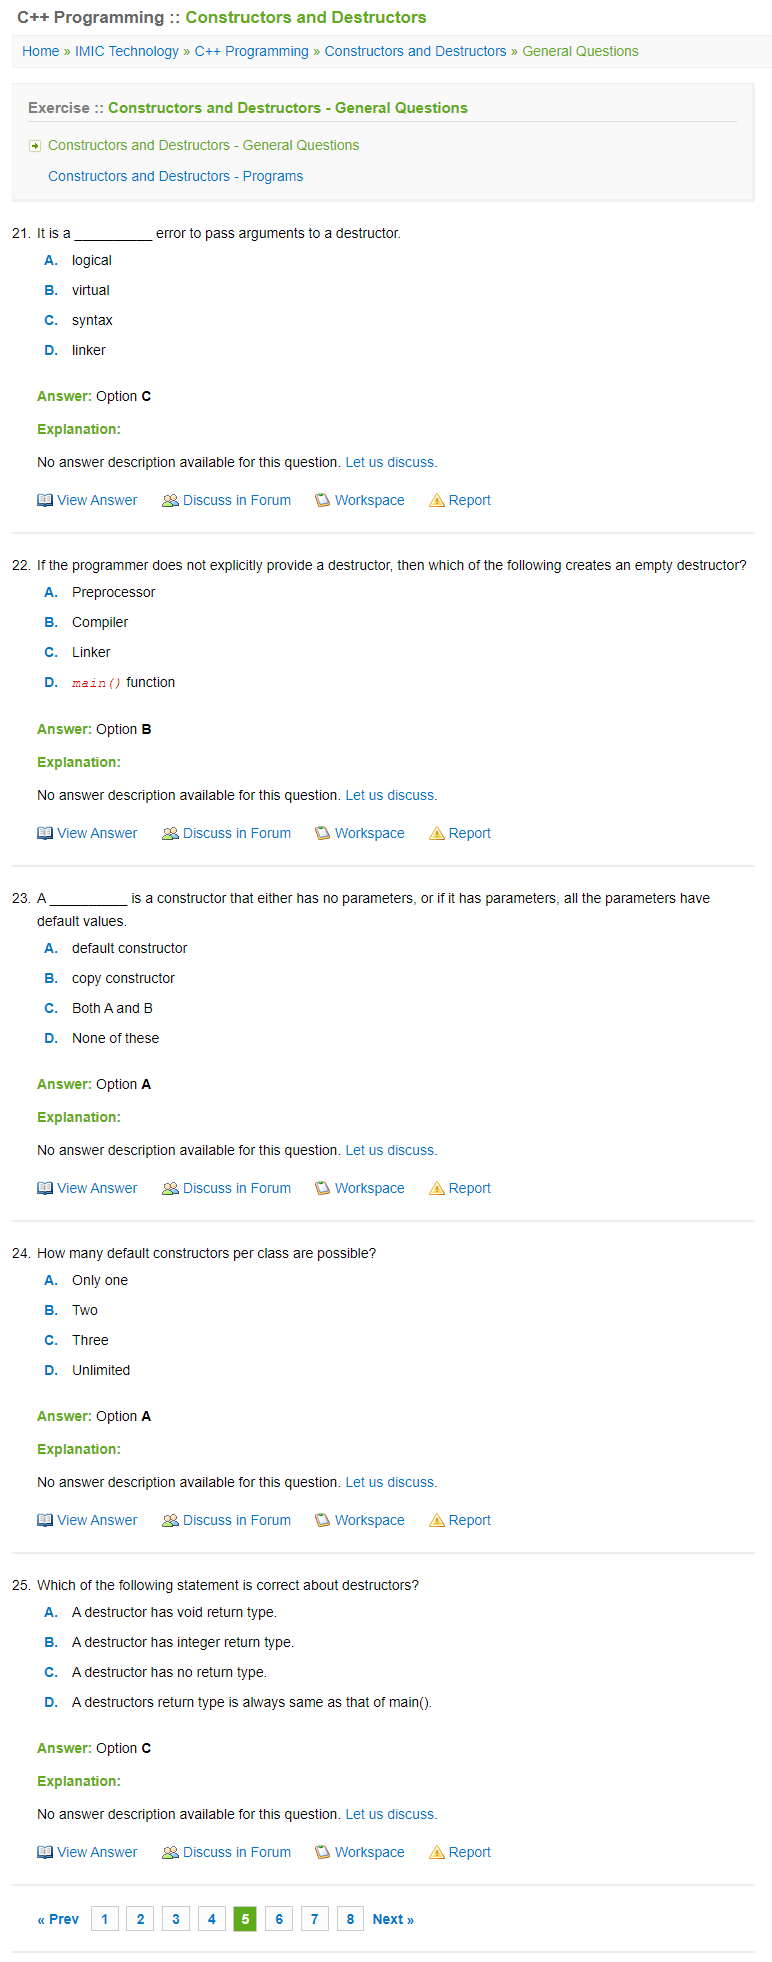 C++ Programming :: Constructors and Destructors
Home » IMIC Technology » C++ Programming » Constructors and Destructors » General Questions
Exercise :: Constructors and Destructors - General Questions
Constructors and Destructors - General Questions
Constructors and Destructors - Programs
21. It is a __________ error to pass arguments to a destructor.
A. logical
B. virtual
C. syntax
D. linker
Answer: Option C
Explanation:
No answer description available for this question. Let us discuss.
View Answer Discuss in Forum Workspace Report
22. If the programmer does not explicitly provide a destructor, then which of the following creates an empty destructor?
A. Preprocessor
B. Compiler
C. Linker
D. main() function
Answer: Option B
Explanation:
No answer description available for this question. Let us discuss.
View Answer Discuss in Forum Workspace Report
23. A __________ is a constructor that either has no parameters, or if it has parameters, all the parameters have
default values.
A. default constructor
B. copy constructor
C. Both A and B
D. None of these
Answer: Option A
Explanation:
No answer description available for this question. Let us discuss.
View Answer Discuss in Forum Workspace Report
24. How many default constructors per class are possible?
A. Only one
B. Two
C. Three
D. Unlimited
Answer: Option A
Explanation:
No answer description available for this question. Let us discuss.
View Answer Discuss in Forum Workspace Report
25. Which of the following statement is correct about destructors?
A. A destructor has void return type.
B. A destructor has integer return type.
C. A destructor has no return type.
D. A destructors return type is always same as that of main().
Answer: Option C
Explanation:
No answer description available for this question. Let us discuss.
View Answer Discuss in Forum Workspace Report
« Prev 1 2 3 4 5 6 7 8 Next »